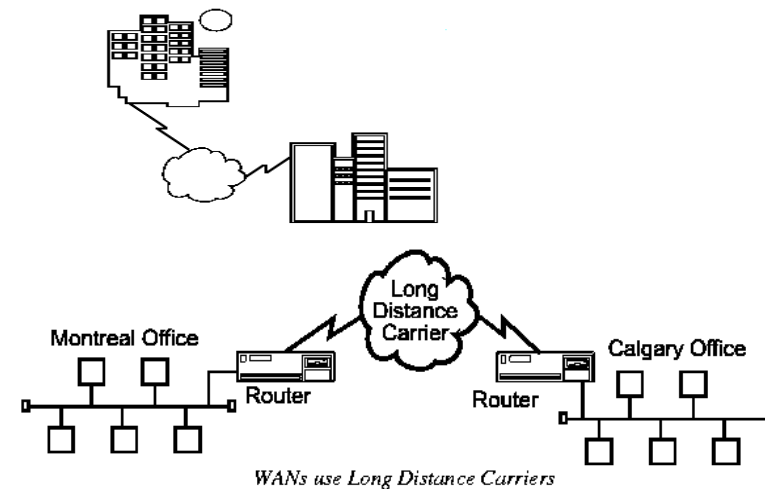 Long
Distance
Carrier
Montreal Office
Router
Calgary Office
Router
WANs use Long Distance Carriers